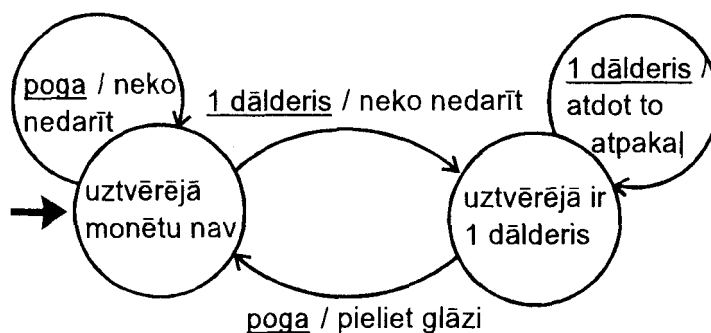 poga / neko
nedarīt
1 dālderis / neko nedarīt
1 dālderis /
atdot to
atpakaļ
uztvērējā
monētu nav
uztvērējā ir
1 dālderis
poga / pieliet glāzi